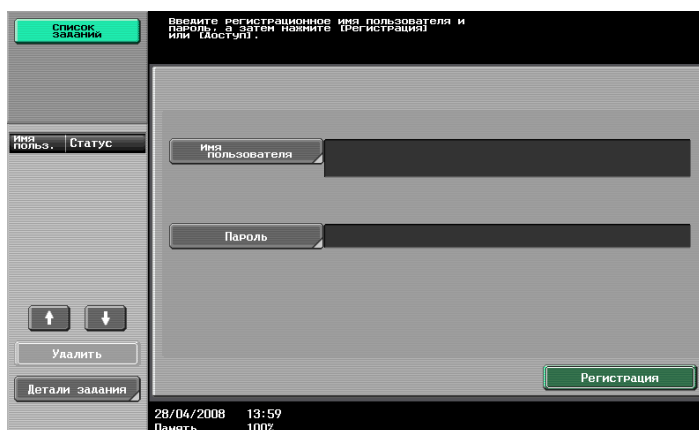 Список
заданий
Введите регистрационное имя пользователя и
пароль, а затем нажмите [Регистрация]
или [Доступ].
Имя
польз.
Статус
Имя
пользователя
Пароль
Удалить
Детали задания
Регистрация
28/04/2008 13:59
Память 100%